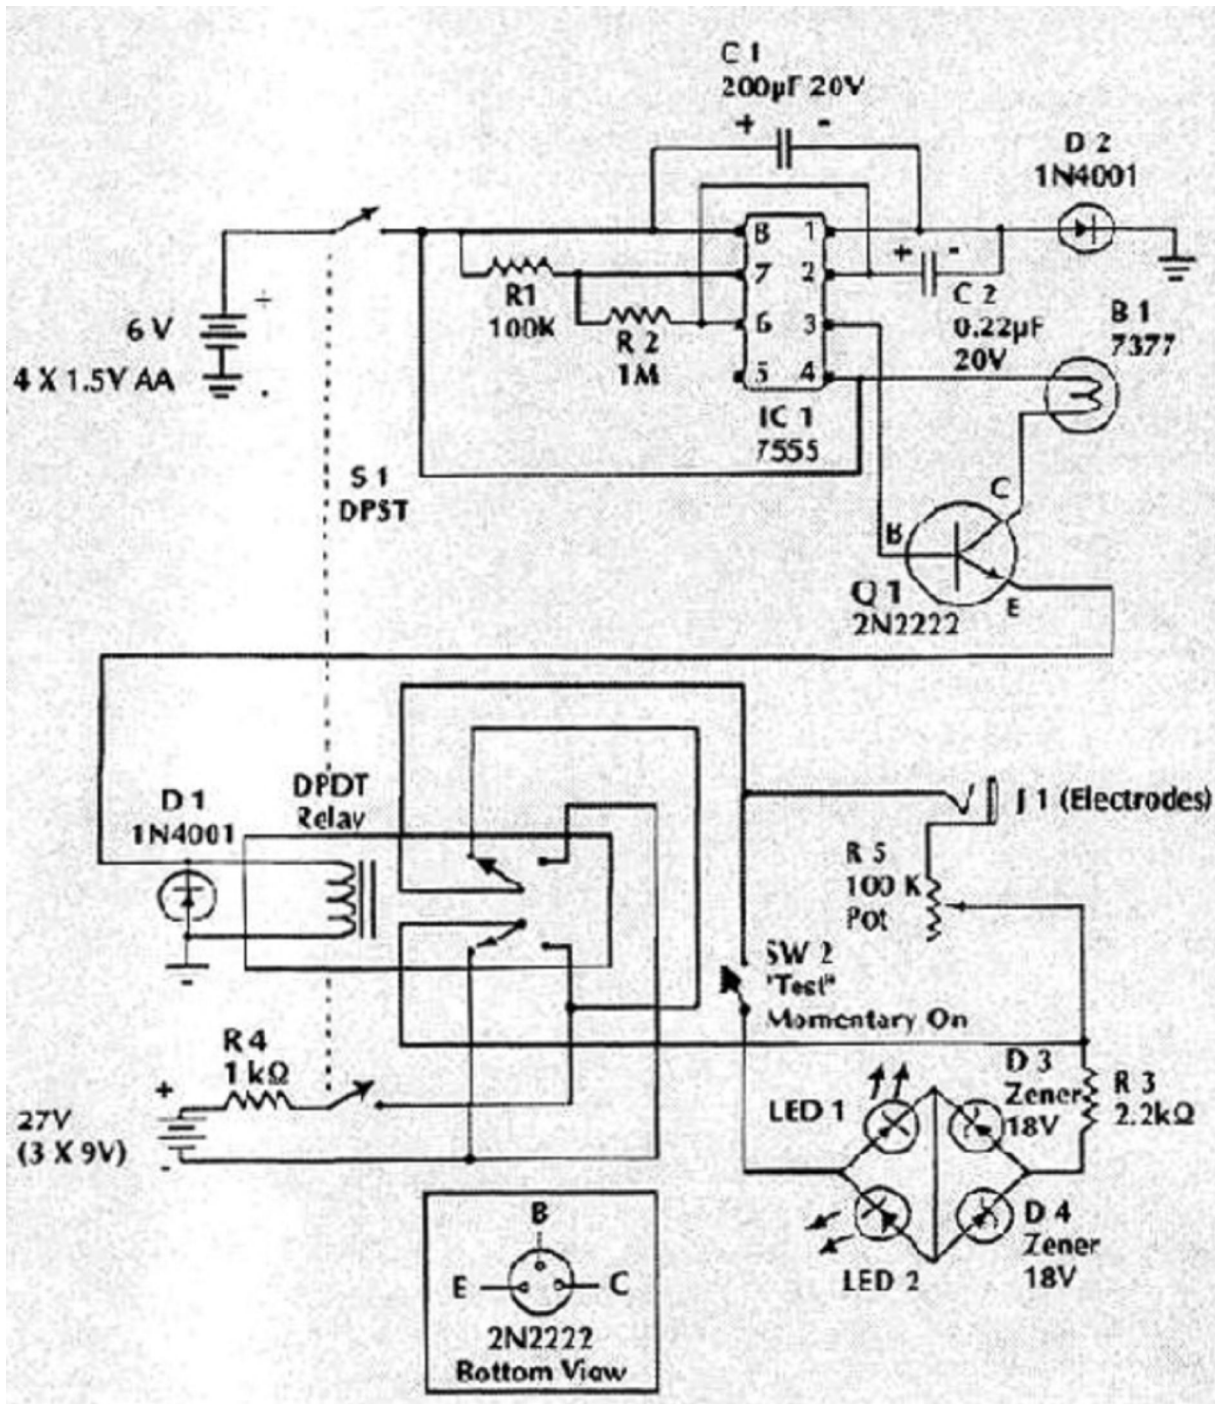 C 1
200µF 20V
+ -
D 2
1N4001
8 1
+ -
7 2
R1
100K
C 2
0.22µF
20V
B 1
7377
+
6 V
4 X 1.5V AA
-
R 2
1M
6 3
5 4
IC 1
7555
S 1
DPST
C
B
E
Q 1
2N2222
DPDT
Relay
D 1
1N4001
J 1 (Electrodes)
R 5
100 K
Pot
SW 2
"Test"
Momentary On
-
R 4
1 kΩ
+
27V
(3 X 9V)
-
LED 1
D 3
Zener
18V
R 3
2.2kΩ
D 4
Zener
18V
LED 2
B
E C
2N2222
Bottom View